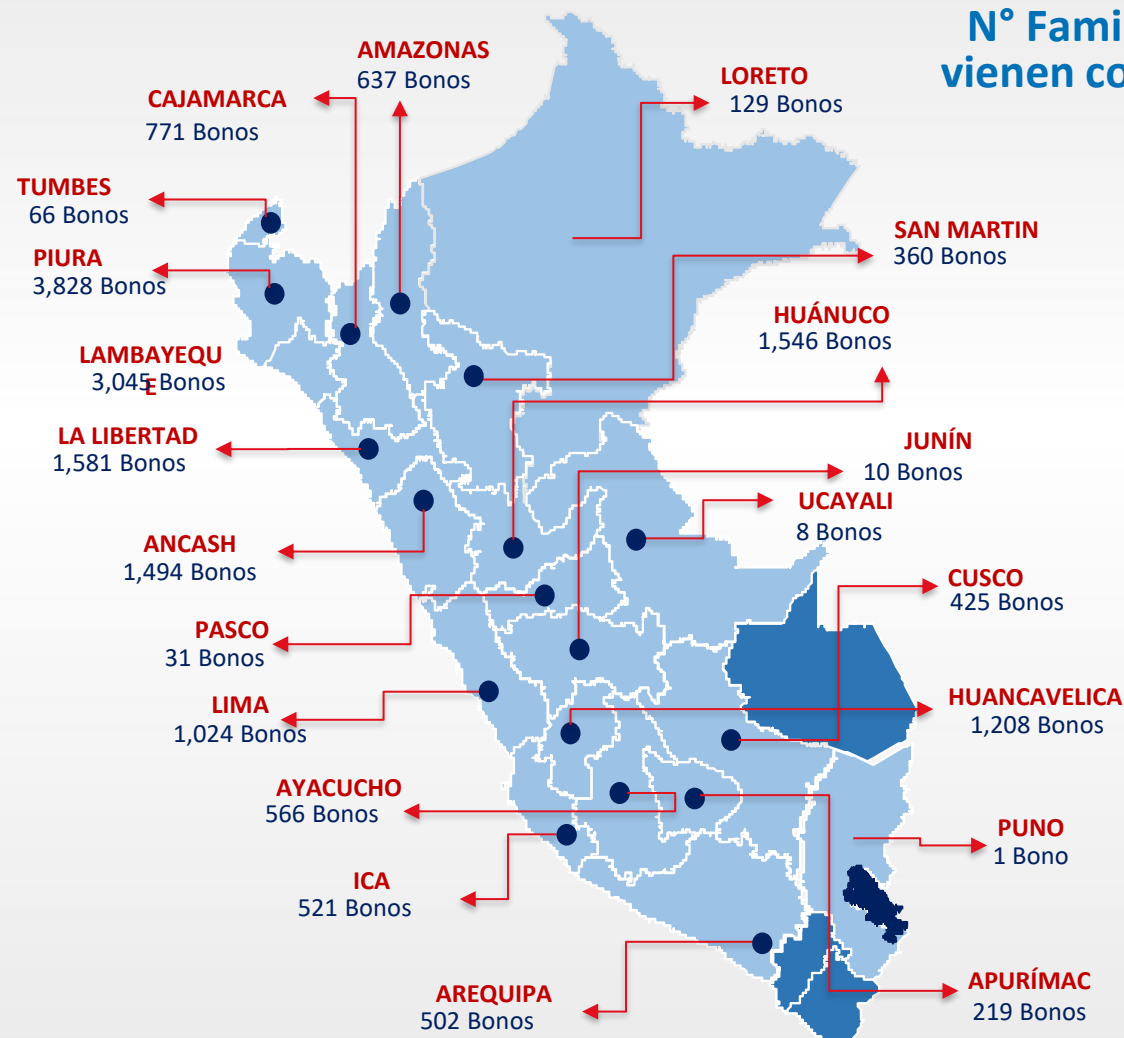 N° Fami
vienen co
AMAZONAS
637 Bonos
LORETO
129 Bonos
CAJAMARCA
771 Bonos
TUMBES
66 Bonos
SAN MARTIN
360 Bonos
PIURA
3,828 Bonos
HUÁNUCO
1,546 Bonos
LAMBAYEQU
E
3,045 Bonos
LA LIBERTAD
1,581 Bonos
JUNÍN
10 Bonos
UCAYALI
8 Bonos
ANCASH
1,494 Bonos
CUSCO
425 Bonos
PASCO
31 Bonos
LIMA
1,024 Bonos
HUANCAVELICA
1,208 Bonos
AYACUCHO
566 Bonos
PUNO
1 Bono
ICA
521 Bonos
APURÍMAC
219 Bonos
AREQUIPA
502 Bonos